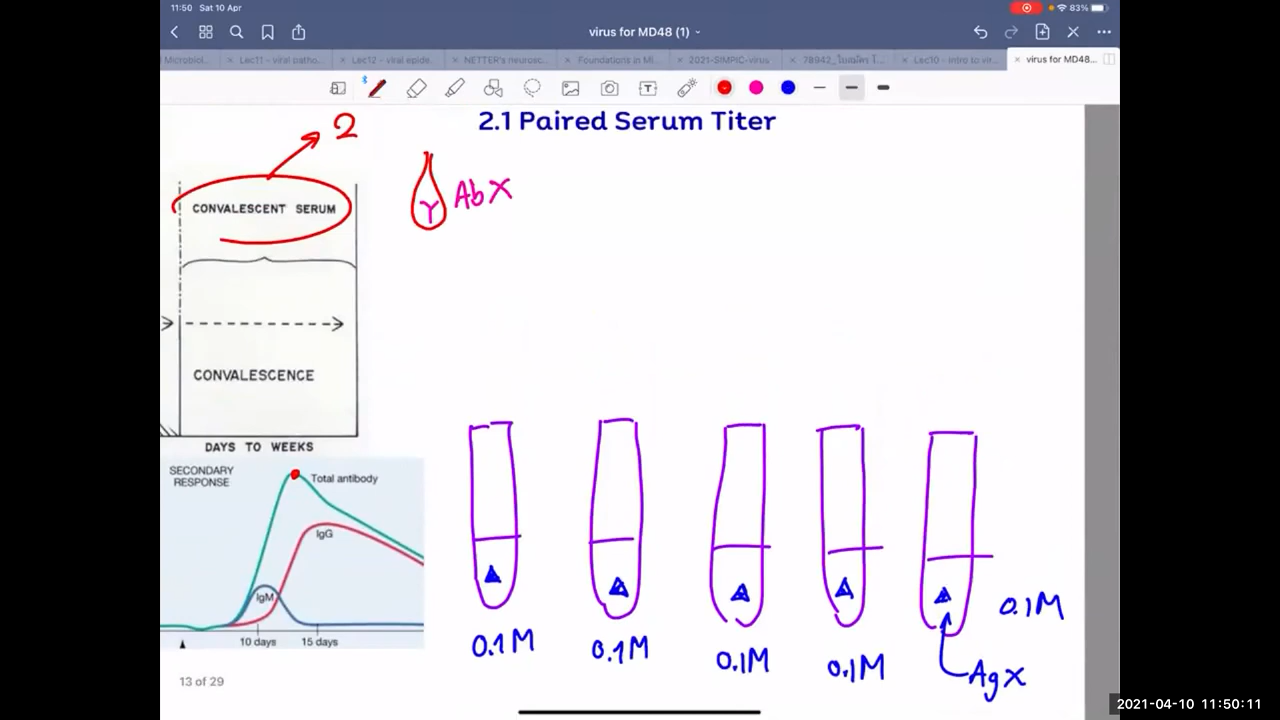 11:50 Sat 10 Apr
83%
virus for MD48 (1)
Microbiol...
Lec11 - viral patho...
Lec12 - viral epide...
NETTER's neurosc...
Foundations in Mi...
2021-SIMPIC-virus
Lec10 - intro to vir...
virus for MD48...
2.1 Paired Serum Titer
2
CONVALESCENT SERUM
Y
Ab X
CONVALESCENCE
DAYS TO WEEKS
SECONDARY
RESPONSE
Total antibody
IgG
IgM
10 days
15 days
0.1M
0.1M
0.1M
0.1M
0.1M
Ag X
13 of 29
2021-04-10 11:50:11